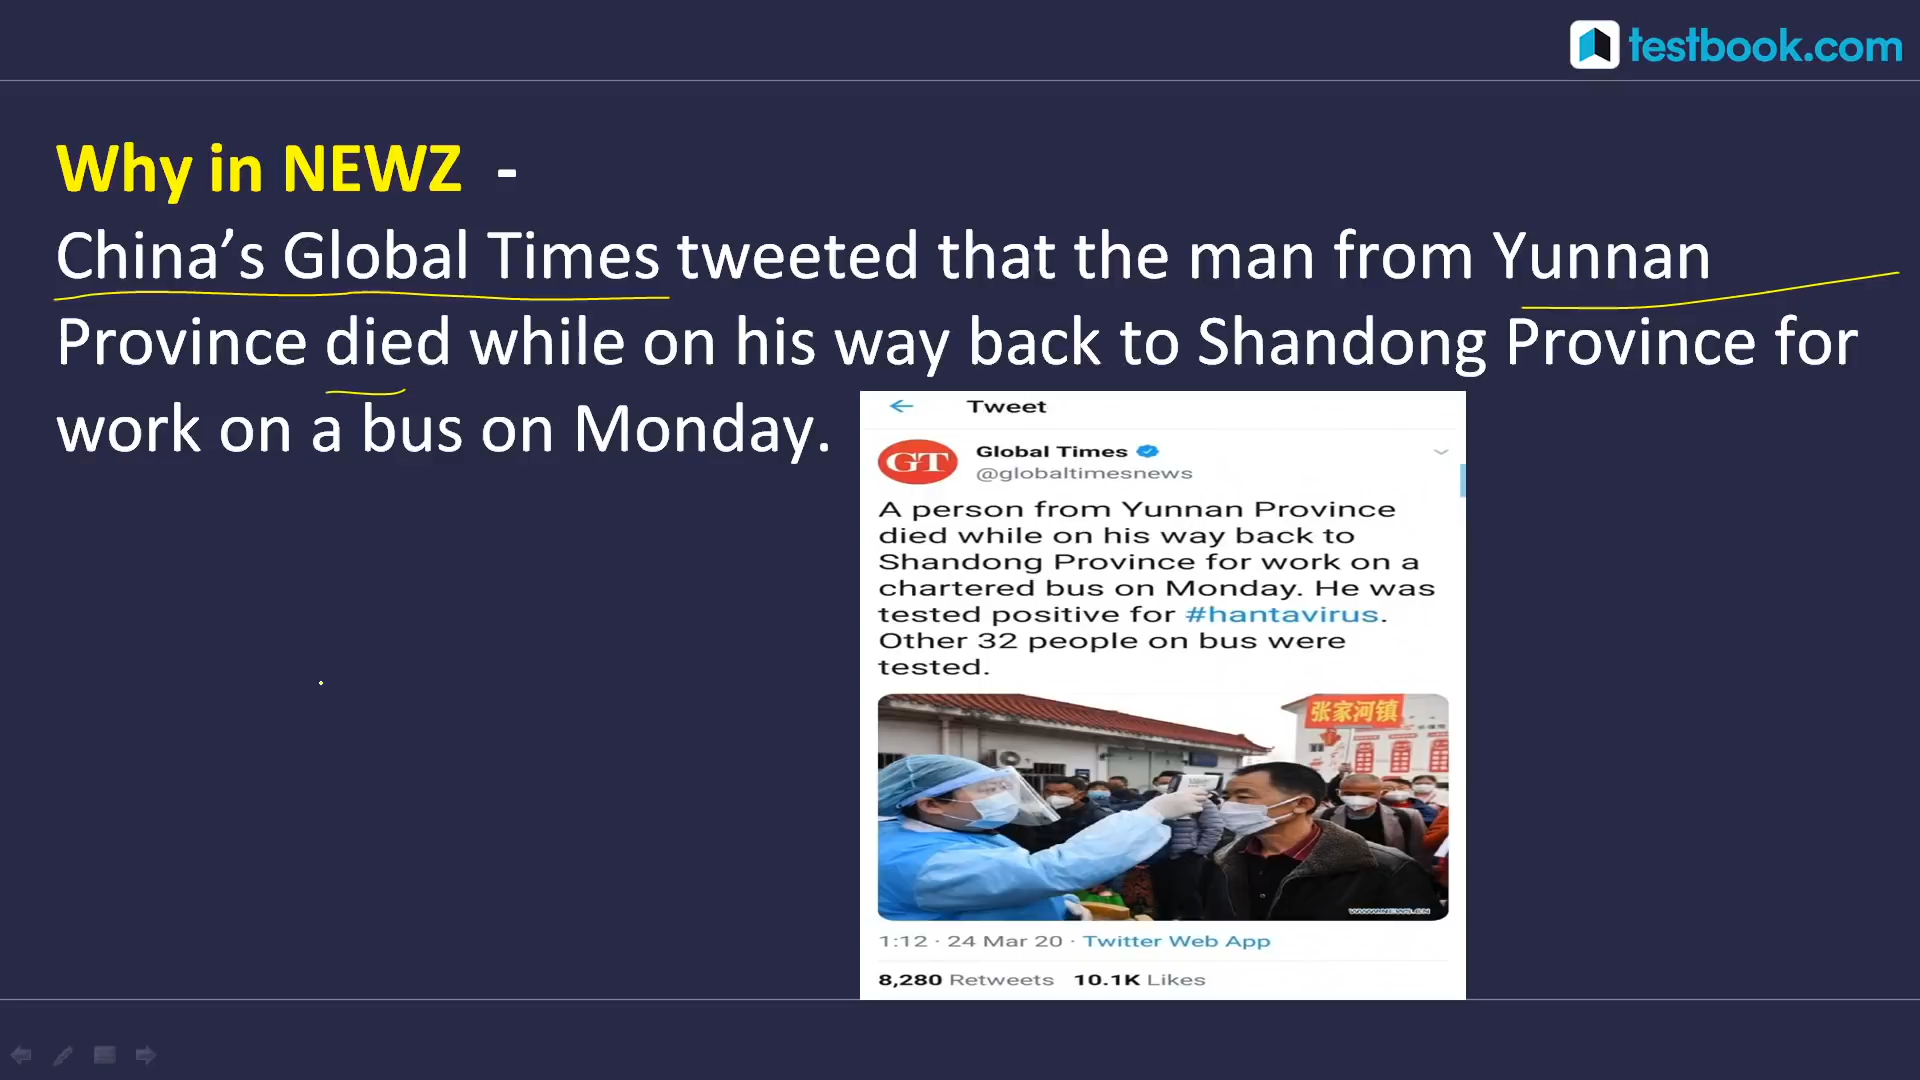 testbook.com
Why in NEWZ -
China’s Global Times tweeted that the man from Yunnan
Province died while on his way back to Shandong Province for
work on a bus on Monday.
Tweet
GT
Global Times
@globaltimesnews
A person from Yunnan Province
died while on his way back to
Shandong Province for work on a
chartered bus on Monday. He was
tested positive for #hantavirus.
Other 32 people on bus were
tested.
张家河镇
1:12 · 24 Mar 20 · Twitter Web App
8,280 Retweets 10.1K Likes